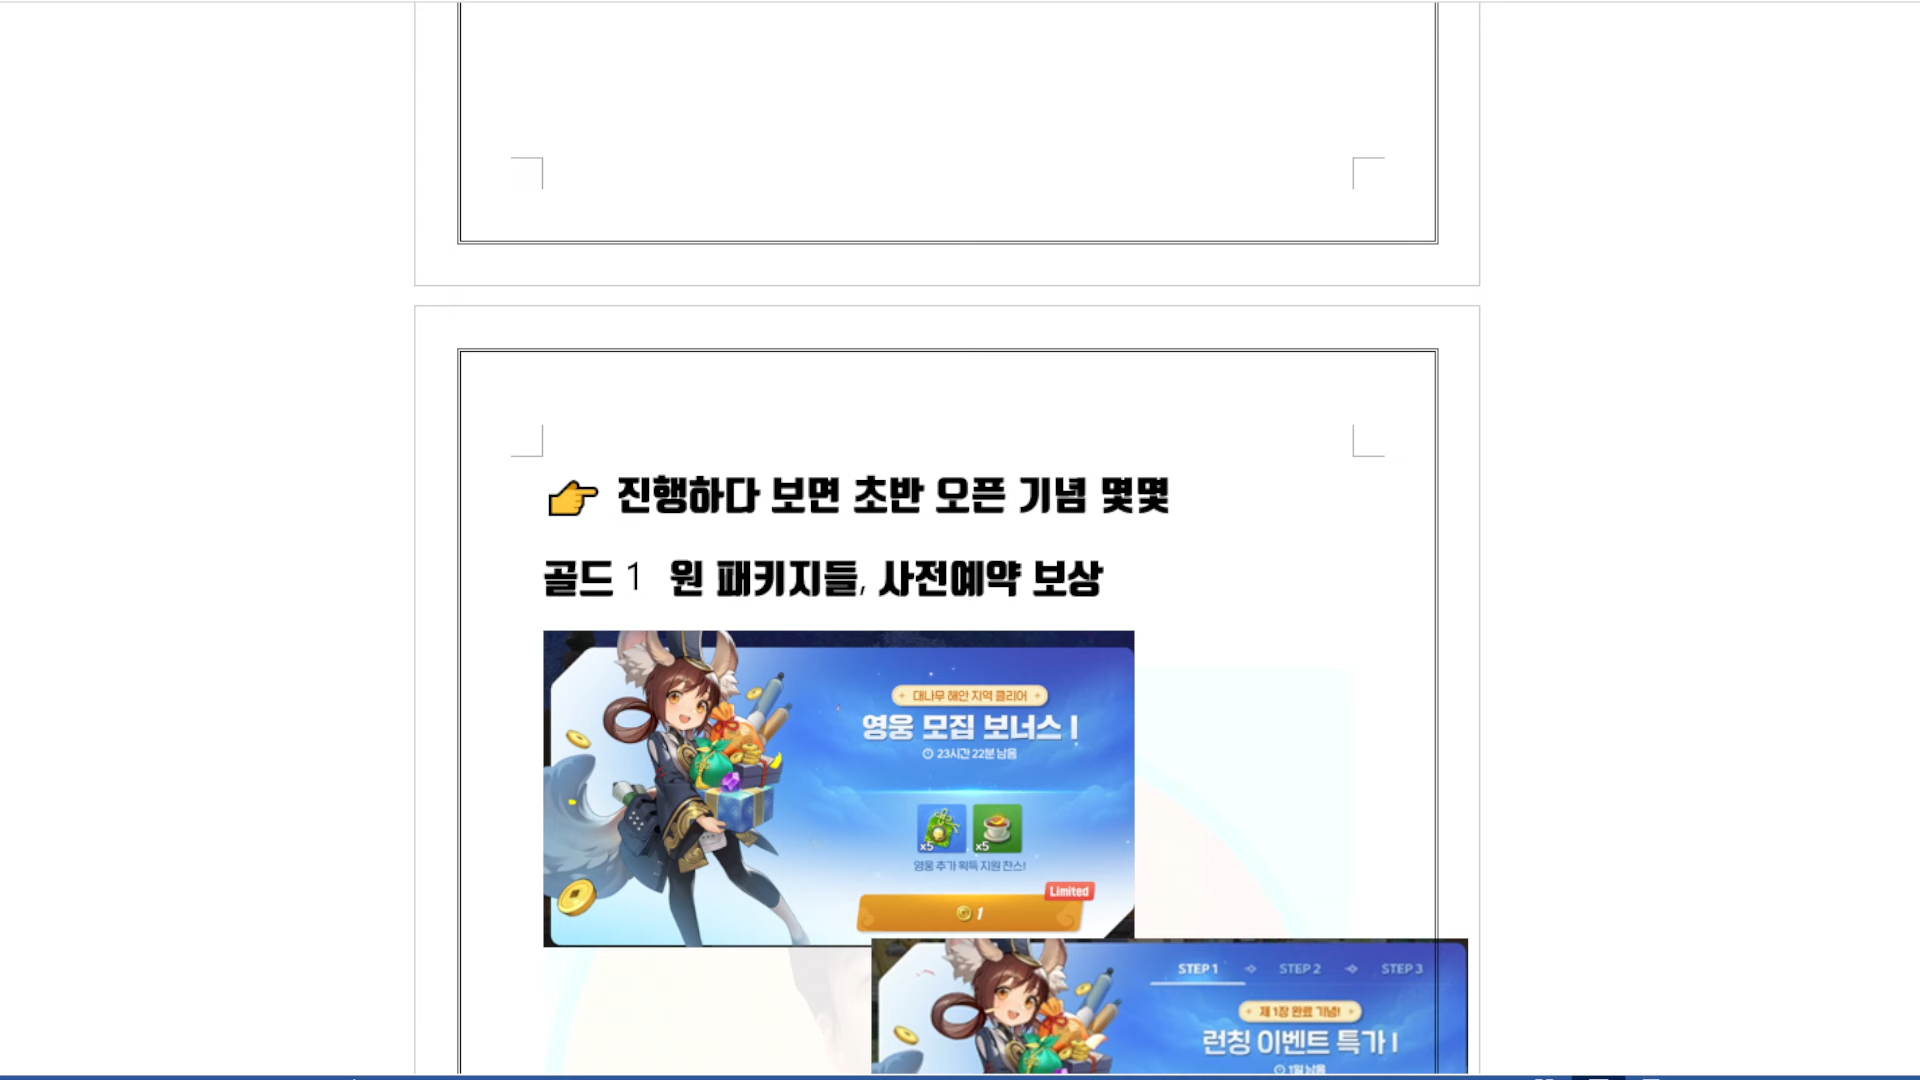 👉 진행하다 보면 초반 오픈 기념 몇몇
골드 1 원 패키지들, 사전예약 보상
대나무 해안 지역 클리어
영웅 모집 보너스 I
23시간 22분 남음
x5 x5
영웅 추가 획득 지원 찬스!
Limited
1
STEP 1 STEP 2 STEP 3
제 1장 완료 기념!
런칭 이벤트 특가 I
1일 남음